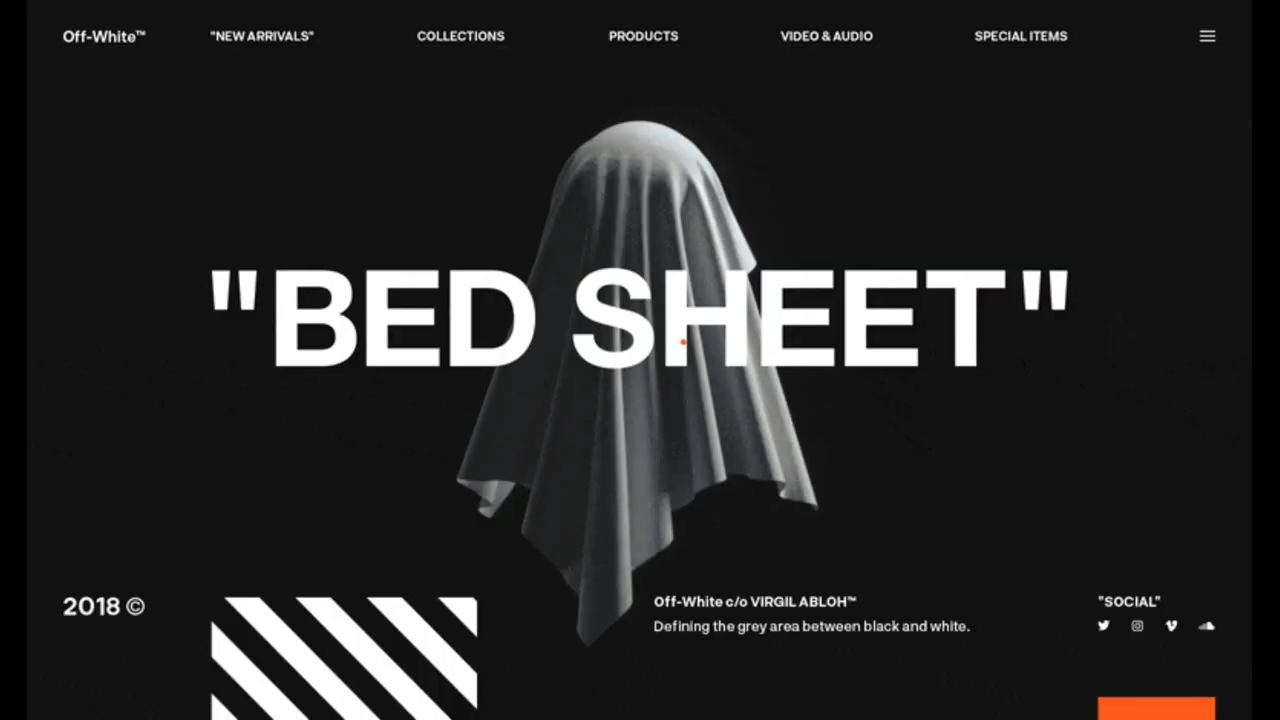 Off-White™
"NEW ARRIVALS"
COLLECTIONS
PRODUCTS
VIDEO & AUDIO
SPECIAL ITEMS
"BED SHEET"
2018 ©
Off-White c/o VIRGIL ABLOH™
Defining the grey area between black and white.
"SOCIAL"